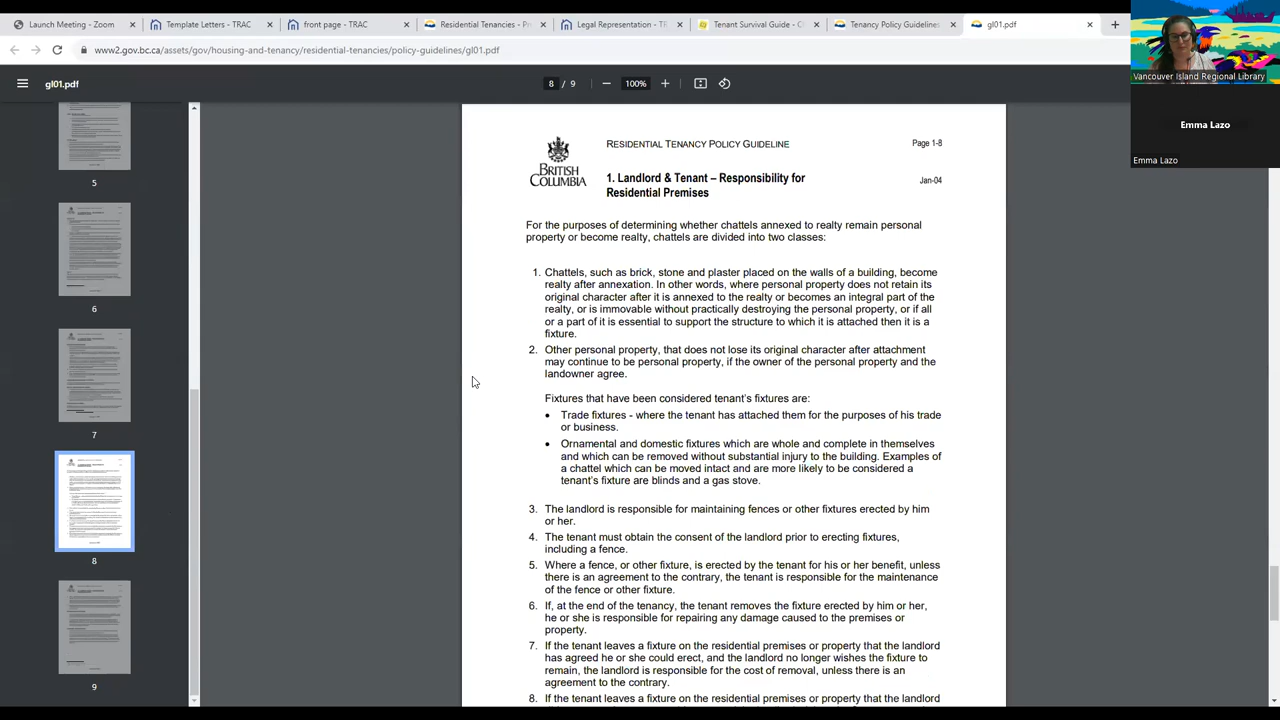 Launch Meeting - Zoom
Template Letters - TRAC
front page - TRAC
Residential Tenancies - P
Legal Representation - TR
Tenant Survival Guide - C
Tenancy Policy Guidelines
gl01.pdf
www2.gov.bc.ca/assets/gov/housing-and-tenancy/residential-tenancies/policy-guidelines/gl01.pdf
gl01.pdf
8 / 9
100%
Vancouver Island Regional Library
Emma Lazo
Emma Lazo
5
6
7
8
9
BRITISH
COLUMBIA
RESIDENTIAL TENANCY POLICY GUIDELINE
Page 1-8
1. Landlord & Tenant – Responsibility for
Residential Premises
Jan-04
For the purposes of determining whether chattels annexed to realty remain personal
property or become realty, chattels are divided into two classes:
1. Chattels, such as brick, stone and plaster placed on the walls of a building, become
realty after annexation. In other words, where personal property does not retain its
original character after it is annexed to the realty or becomes an integral part of the
realty, or is immovable without practically destroying the personal property, or if all
or a part of it is essential to support the structure to which it is attached then it is a
fixture.
2. Other personal property, that does not lose its original character after attachment
may continue to be personal property, if the owner of the personal property and the
landowner agree.
Fixtures that have been considered tenant's fixtures are:
• Trade fixtures - where the tenant has attached them for the purposes of his trade
or business.
• Ornamental and domestic fixtures which are whole and complete in themselves
and which can be removed without substantial injury to the building. Examples of
a chattel which can be moved intact and are more likely to be considered a
tenant's fixture are blinds and a gas stove.
3. The landlord is responsible for maintaining fences or other fixtures erected by him
or her.
4. The tenant must obtain the consent of the landlord prior to erecting fixtures,
including a fence.
5. Where a fence, or other fixture, is erected by the tenant for his or her benefit, unless
there is an agreement to the contrary, the tenant is responsible for the maintenance
of the fence or other fixture.
6. If, at the end of the tenancy, the tenant removes the fixture erected by him or her,
he or she is responsible for repairing any damage caused to the premises or
property.
7. If the tenant leaves a fixture on the residential premises or property that the landlord
has agreed he or she could erect, and the landlord no longer wishes the fixture to
remain, the landlord is responsible for the cost of removal, unless there is an
agreement to the contrary.
8. If the tenant leaves a fixture on the residential premises or property that the landlord